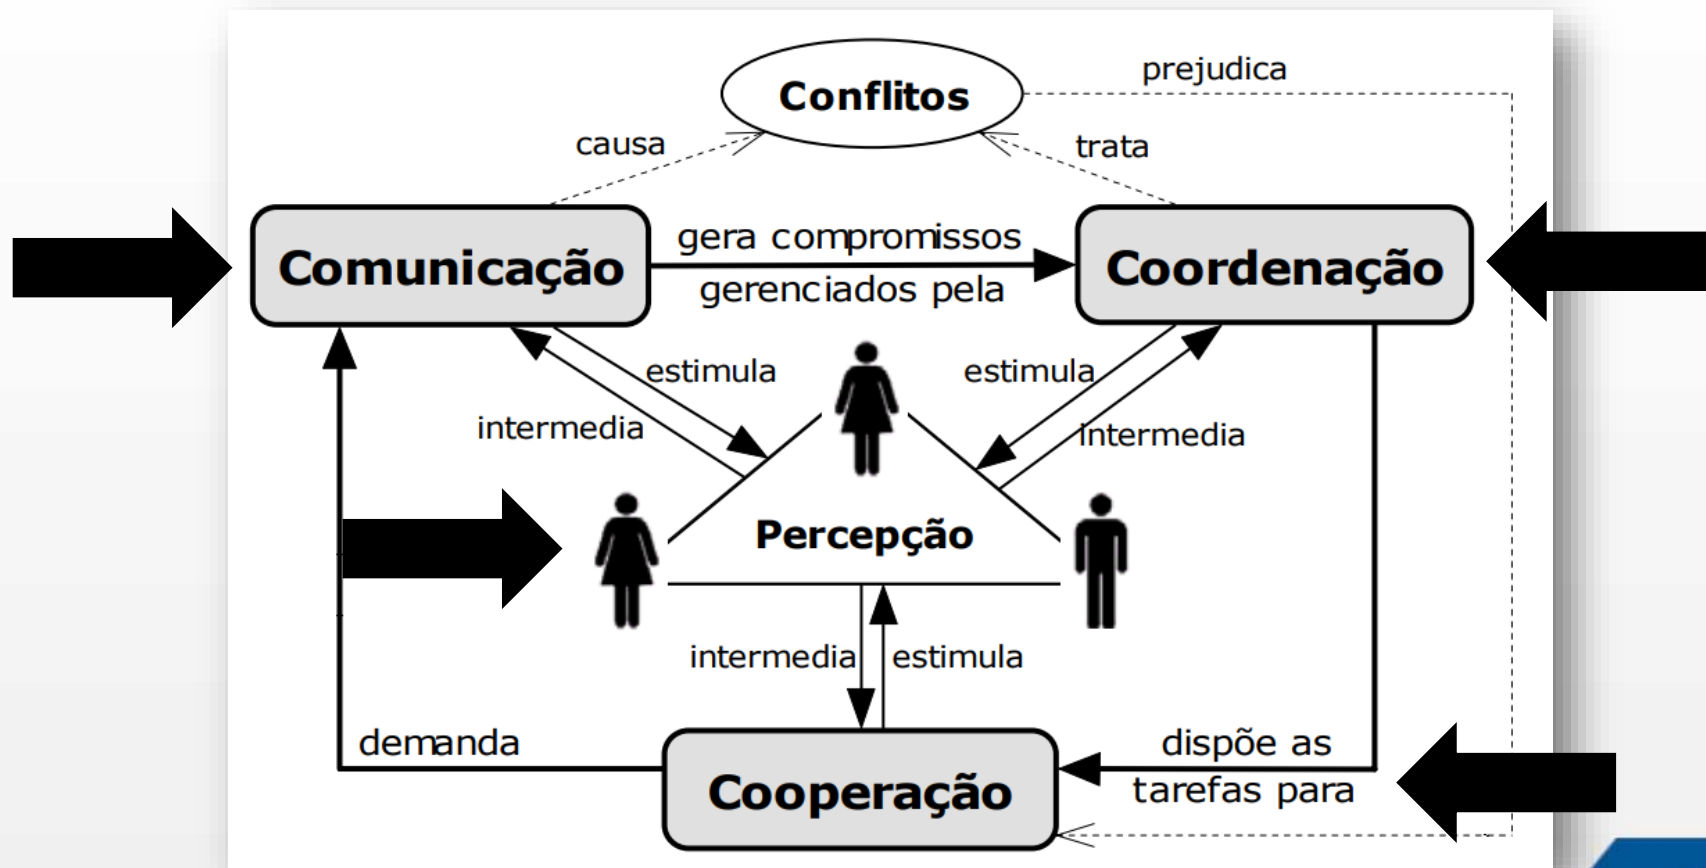 Conflitos
prejudica
causa
trata
Comunicação
gera compromissos
gerenciados pela
Coordenação
estimula
estimula
intermedia
intermedia
Percepção
intermedia
estimula
demanda
Cooperação
dispõe as
tarefas para